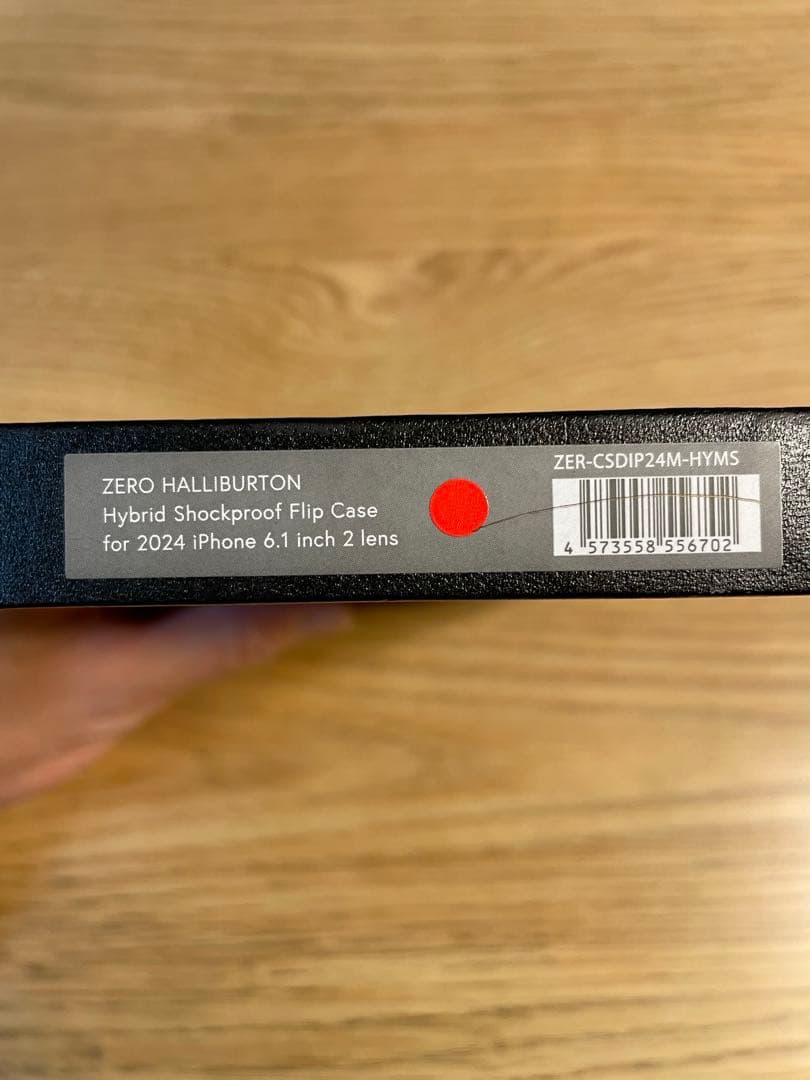 ZERO HALLIBURTON
Hybrid Shockproof Flip Case
for 2024 iPhone 6.1 inch 2 lens
ZER-CSDIP24M-HYMS
4 573558 556702